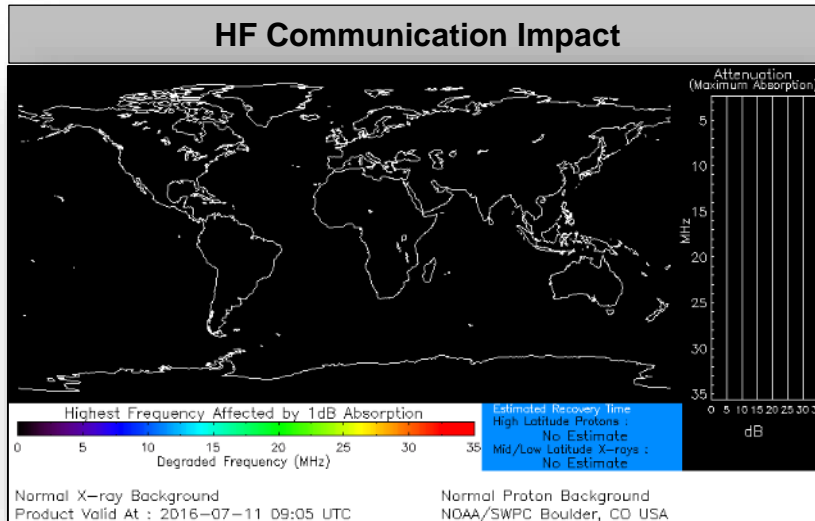 HF Communication Impact
Attenuation
(Maximum Absorption)
5
10
15
20
25
30
35
MHz
0 5 10 15 20 25 30 3
dB
Highest Frequency Affected by 1dB Absorption
0 5 10 15 20 25 30 35
Degraded Frequency (MHz)
Estimated Recovery Time
High Latitude Protons :
No Estimate
Mid/Low Latitude X-rays :
No Estimate
Normal X-ray Background
Product Valid At : 2016-07-11 09:05 UTC
Normal Proton Background
NOAA/SWPC Boulder, CO USA